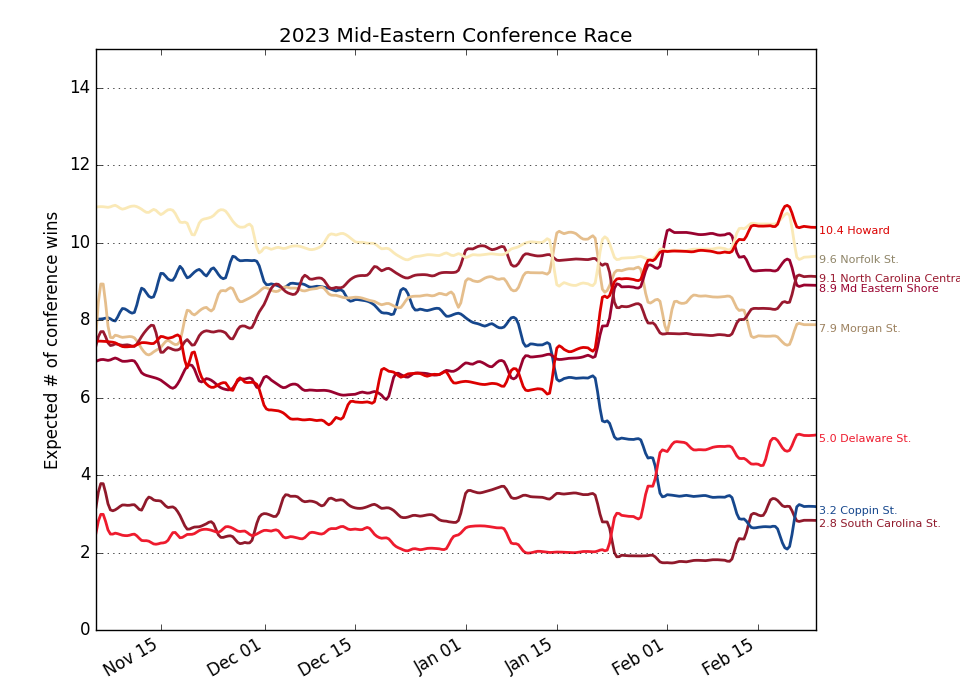 2023 Mid-Eastern Conference Race
Expected # of conference wins
14
12
10
8
6
4
2
0
Nov 15
Dec 01
Dec 15
Jan 01
Jan 15
Feb 01
Feb 15
10.4 Howard
9.6 Norfolk St.
9.1 North Carolina Centra
8.9 Md Eastern Shore
7.9 Morgan St.
5.0 Delaware St.
3.2 Coppin St.
2.8 South Carolina St.